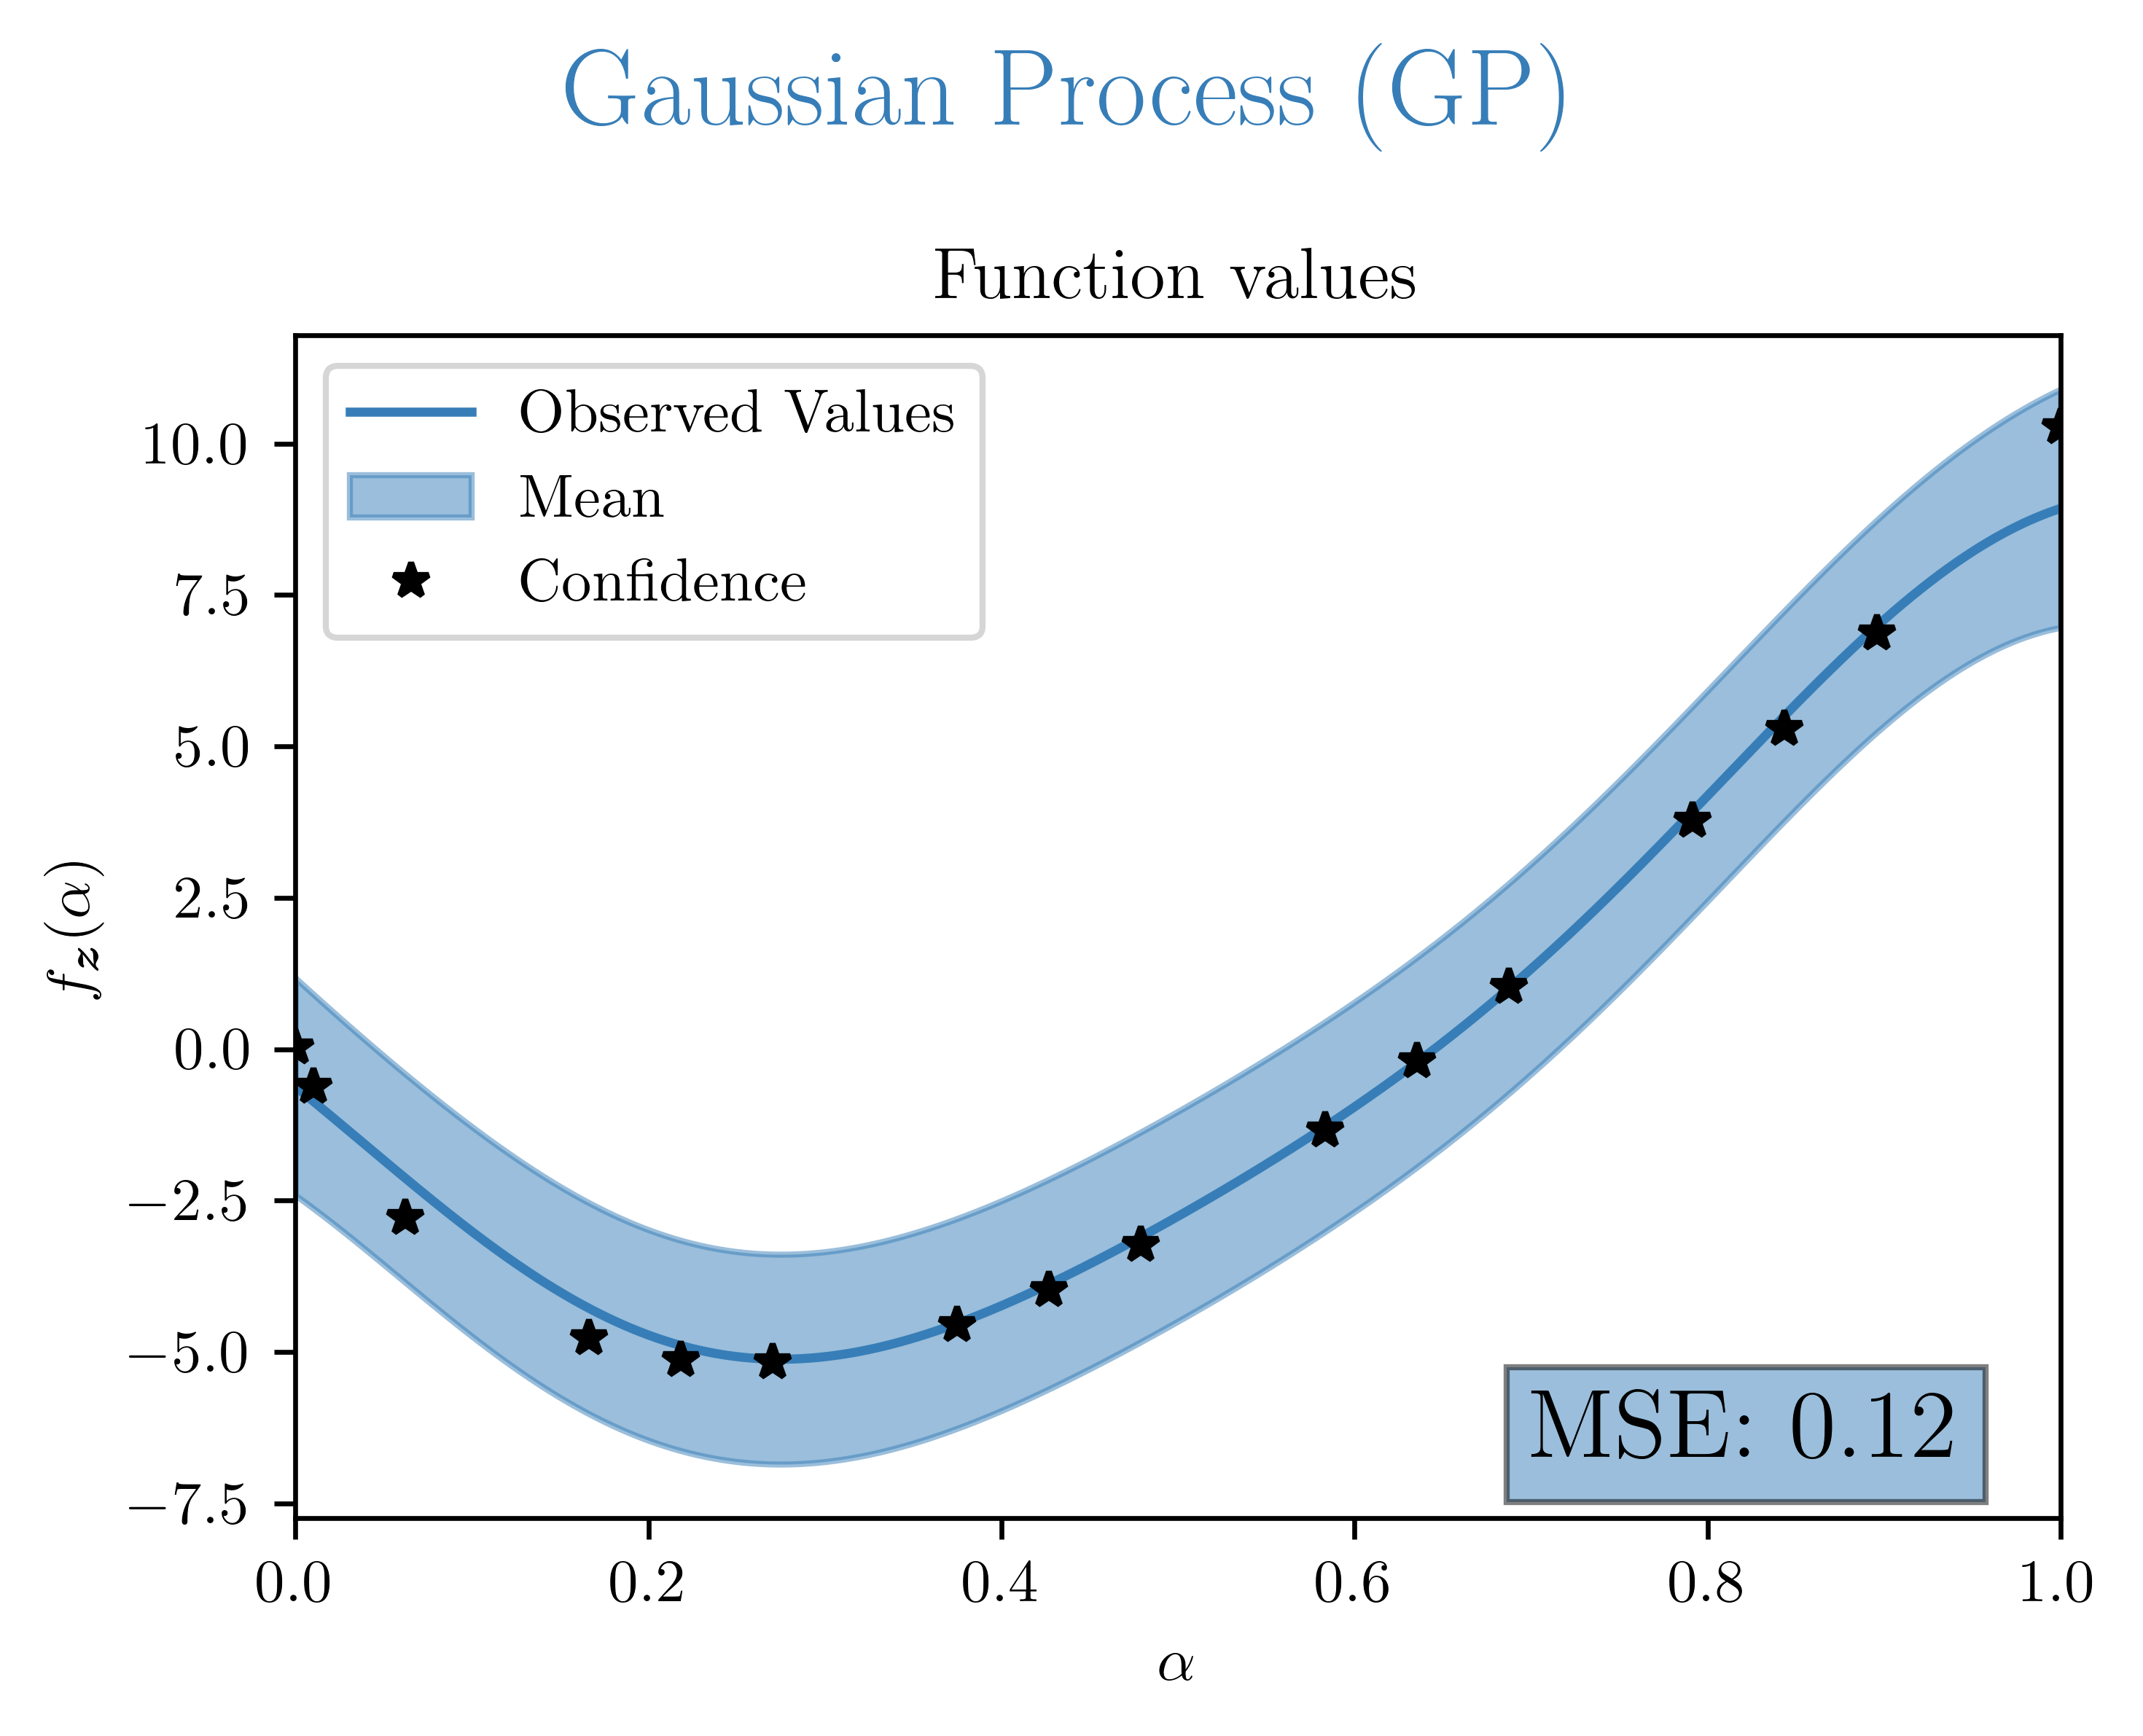 Gaussian Process (GP)
Function values
Observed Values
Mean
Confidence
10.0
7.5
5.0
2.5
0.0
−2.5
−5.0
−7.5
f_z(α)
MSE: 0.12
0.0 0.2 0.4 0.6 0.8 1.0
α